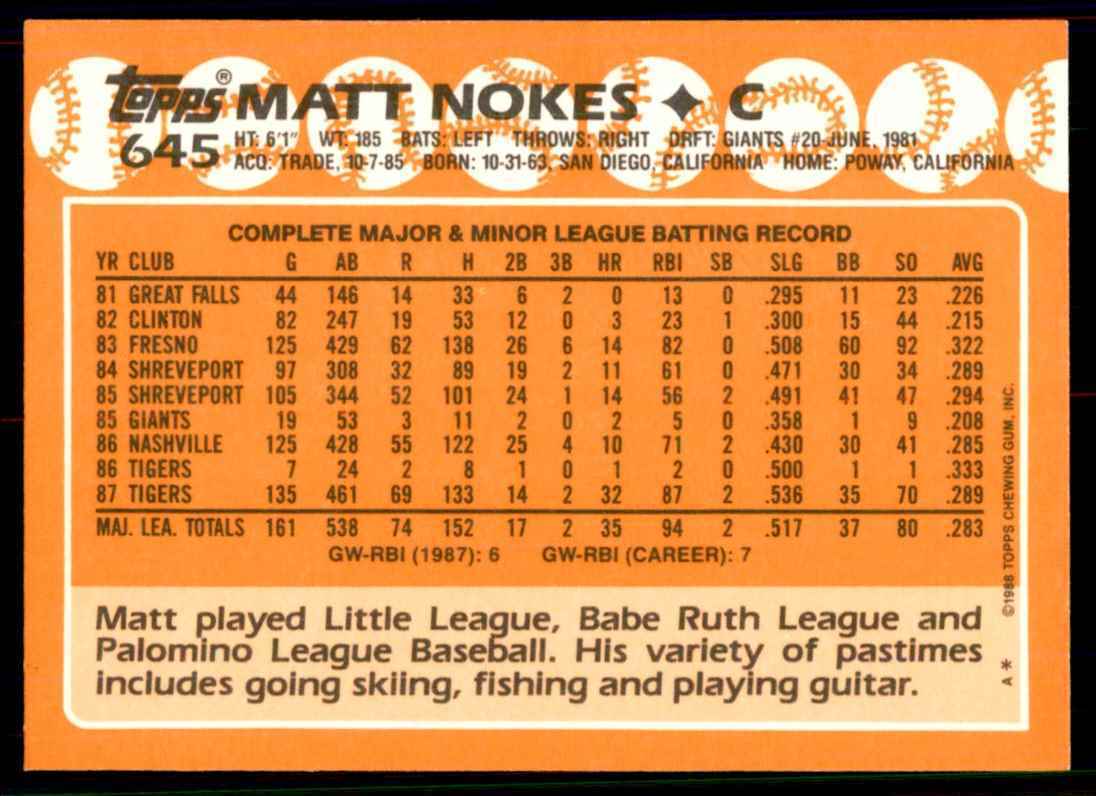 topps® MATT NOKES ✦ C
645 HT: 6'1" WT: 185 BATS: LEFT THROWS: RIGHT DRFT: GIANTS #20-JUNE, 1981
ACQ: TRADE, 10-7-85 BORN: 10-31-63, SAN DIEGO, CALIFORNIA HOME: POWAY, CALIFORNIA
COMPLETE MAJOR & MINOR LEAGUE BATTING RECORD
YR CLUB G AB R H 2B 3B HR RBI SB SLG BB SO AVG
81 GREAT FALLS 44 146 14 33 6 2 0 13 0 .295 11 23 .226
82 CLINTON 82 247 19 53 12 0 3 23 1 .300 15 44 .215
83 FRESNO 125 429 62 138 26 6 14 82 0 .508 60 92 .322
84 SHREVEPORT 97 308 32 89 19 2 11 61 0 .471 30 34 .289
85 SHREVEPORT 105 344 52 101 24 1 14 56 2 .491 41 47 .294
85 GIANTS 19 53 3 11 2 0 2 5 0 .358 1 9 .208
86 NASHVILLE 125 428 55 122 25 4 10 71 2 .430 30 41 .285
86 TIGERS 7 24 2 8 1 0 1 2 0 .500 1 1 .333
87 TIGERS 135 461 69 133 14 2 32 87 2 .536 35 70 .289
MAJ. LEA. TOTALS 161 538 74 152 17 2 35 94 2 .517 37 80 .283
GW-RBI (1987): 6 GW-RBI (CAREER): 7
Matt played Little League, Babe Ruth League and
Palomino League Baseball. His variety of pastimes
includes going skiing, fishing and playing guitar.
©1988 TOPPS CHEWING GUM, INC.
A *